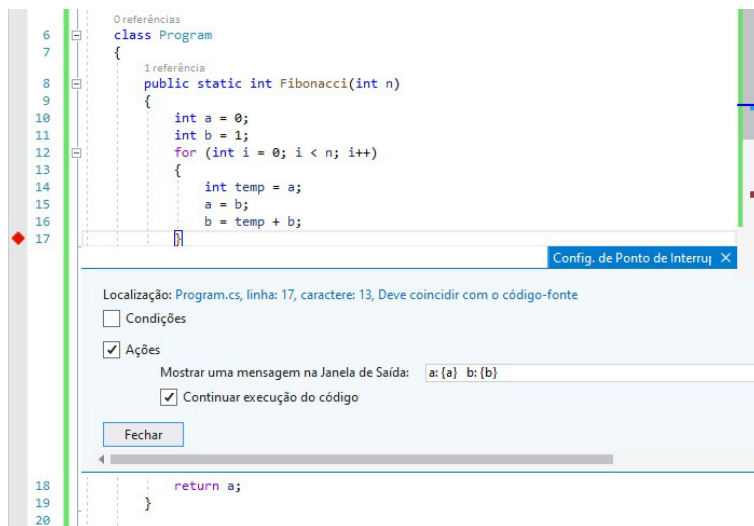 0 referências
6 class Program
7 {
1 referência
8 public static int Fibonacci(int n)
9 {
10 int a = 0;
11 int b = 1;
12 for (int i = 0; i < n; i++)
13 {
14 int temp = a;
15 a = b;
16 b = temp + b;
17 }
Config. de Ponto de Interrup
Localização: Program.cs, linha: 17, caractere: 13, Deve coincidir com o código-fonte
Condições
Ações
Mostrar uma mensagem na Janela de Saída: a: {a} b: {b}
Continuar execução do código
Fechar
18 return a;
19 }
20